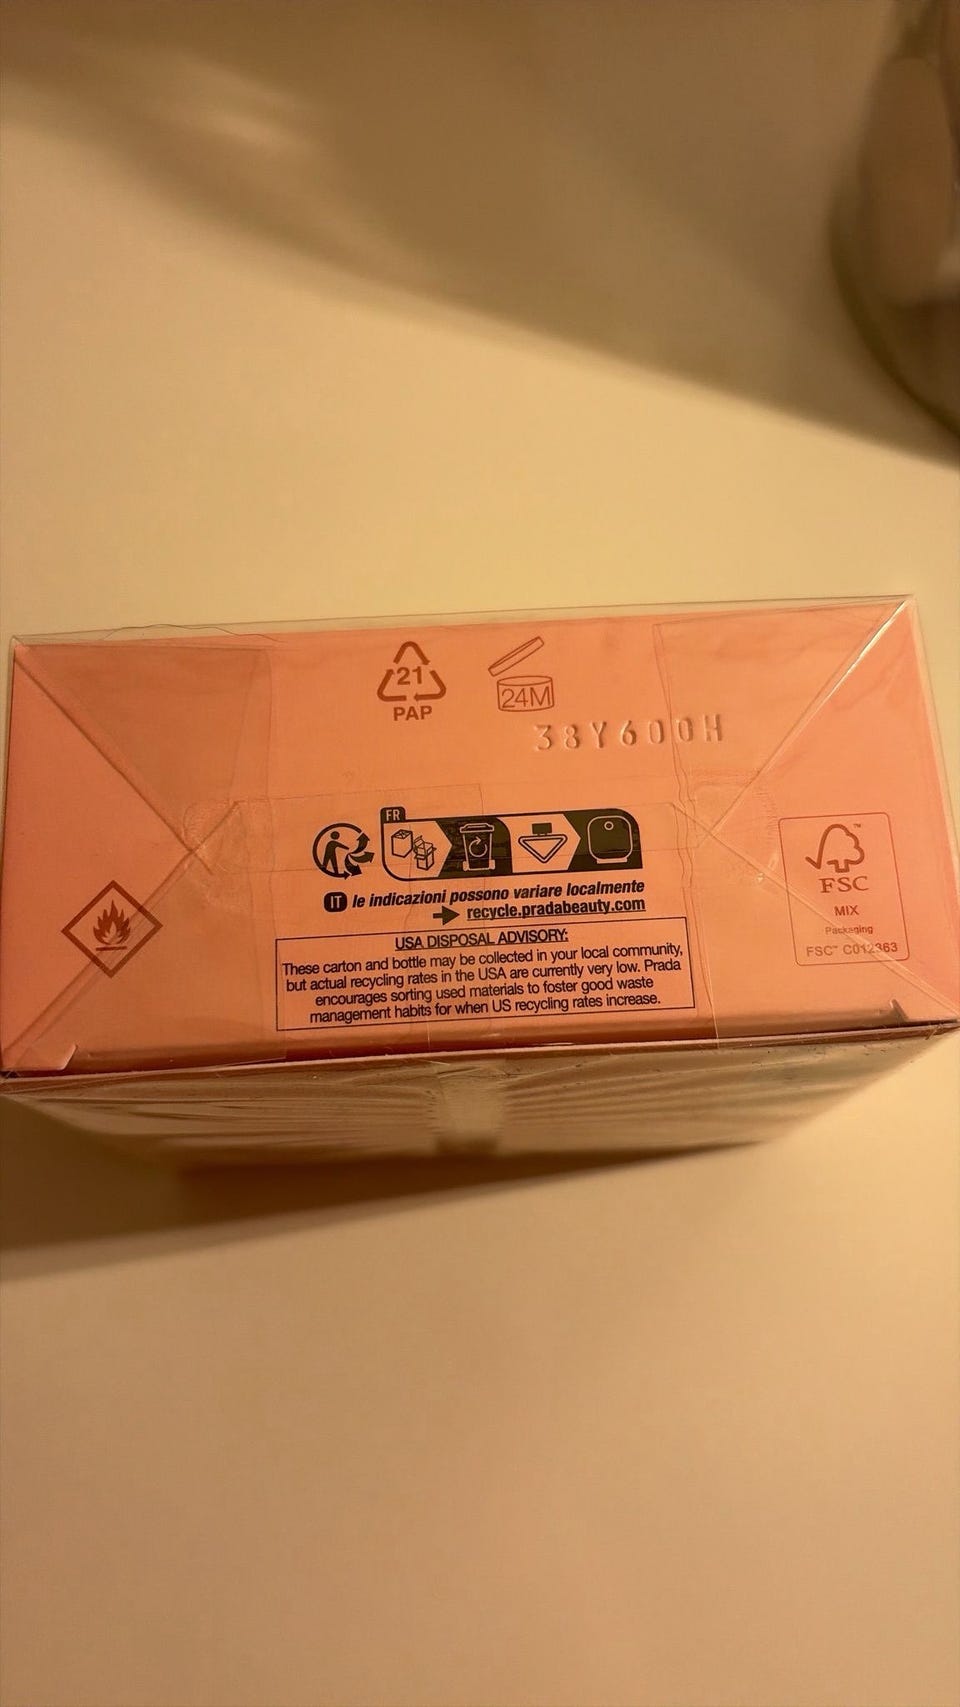 21
PAP
24M
38Y600H
FR
IT le indicazioni possono variare localmente
recycle.pradabeauty.com
USA DISPOSAL ADVISORY:
These carton and bottle may be collected in your local community,
but actual recycling rates in the USA are currently very low. Prada
encourages sorting used materials to foster good waste
management habits for when US recycling rates increase.
FSC™
MIX
Packaging
FSC™ C012363